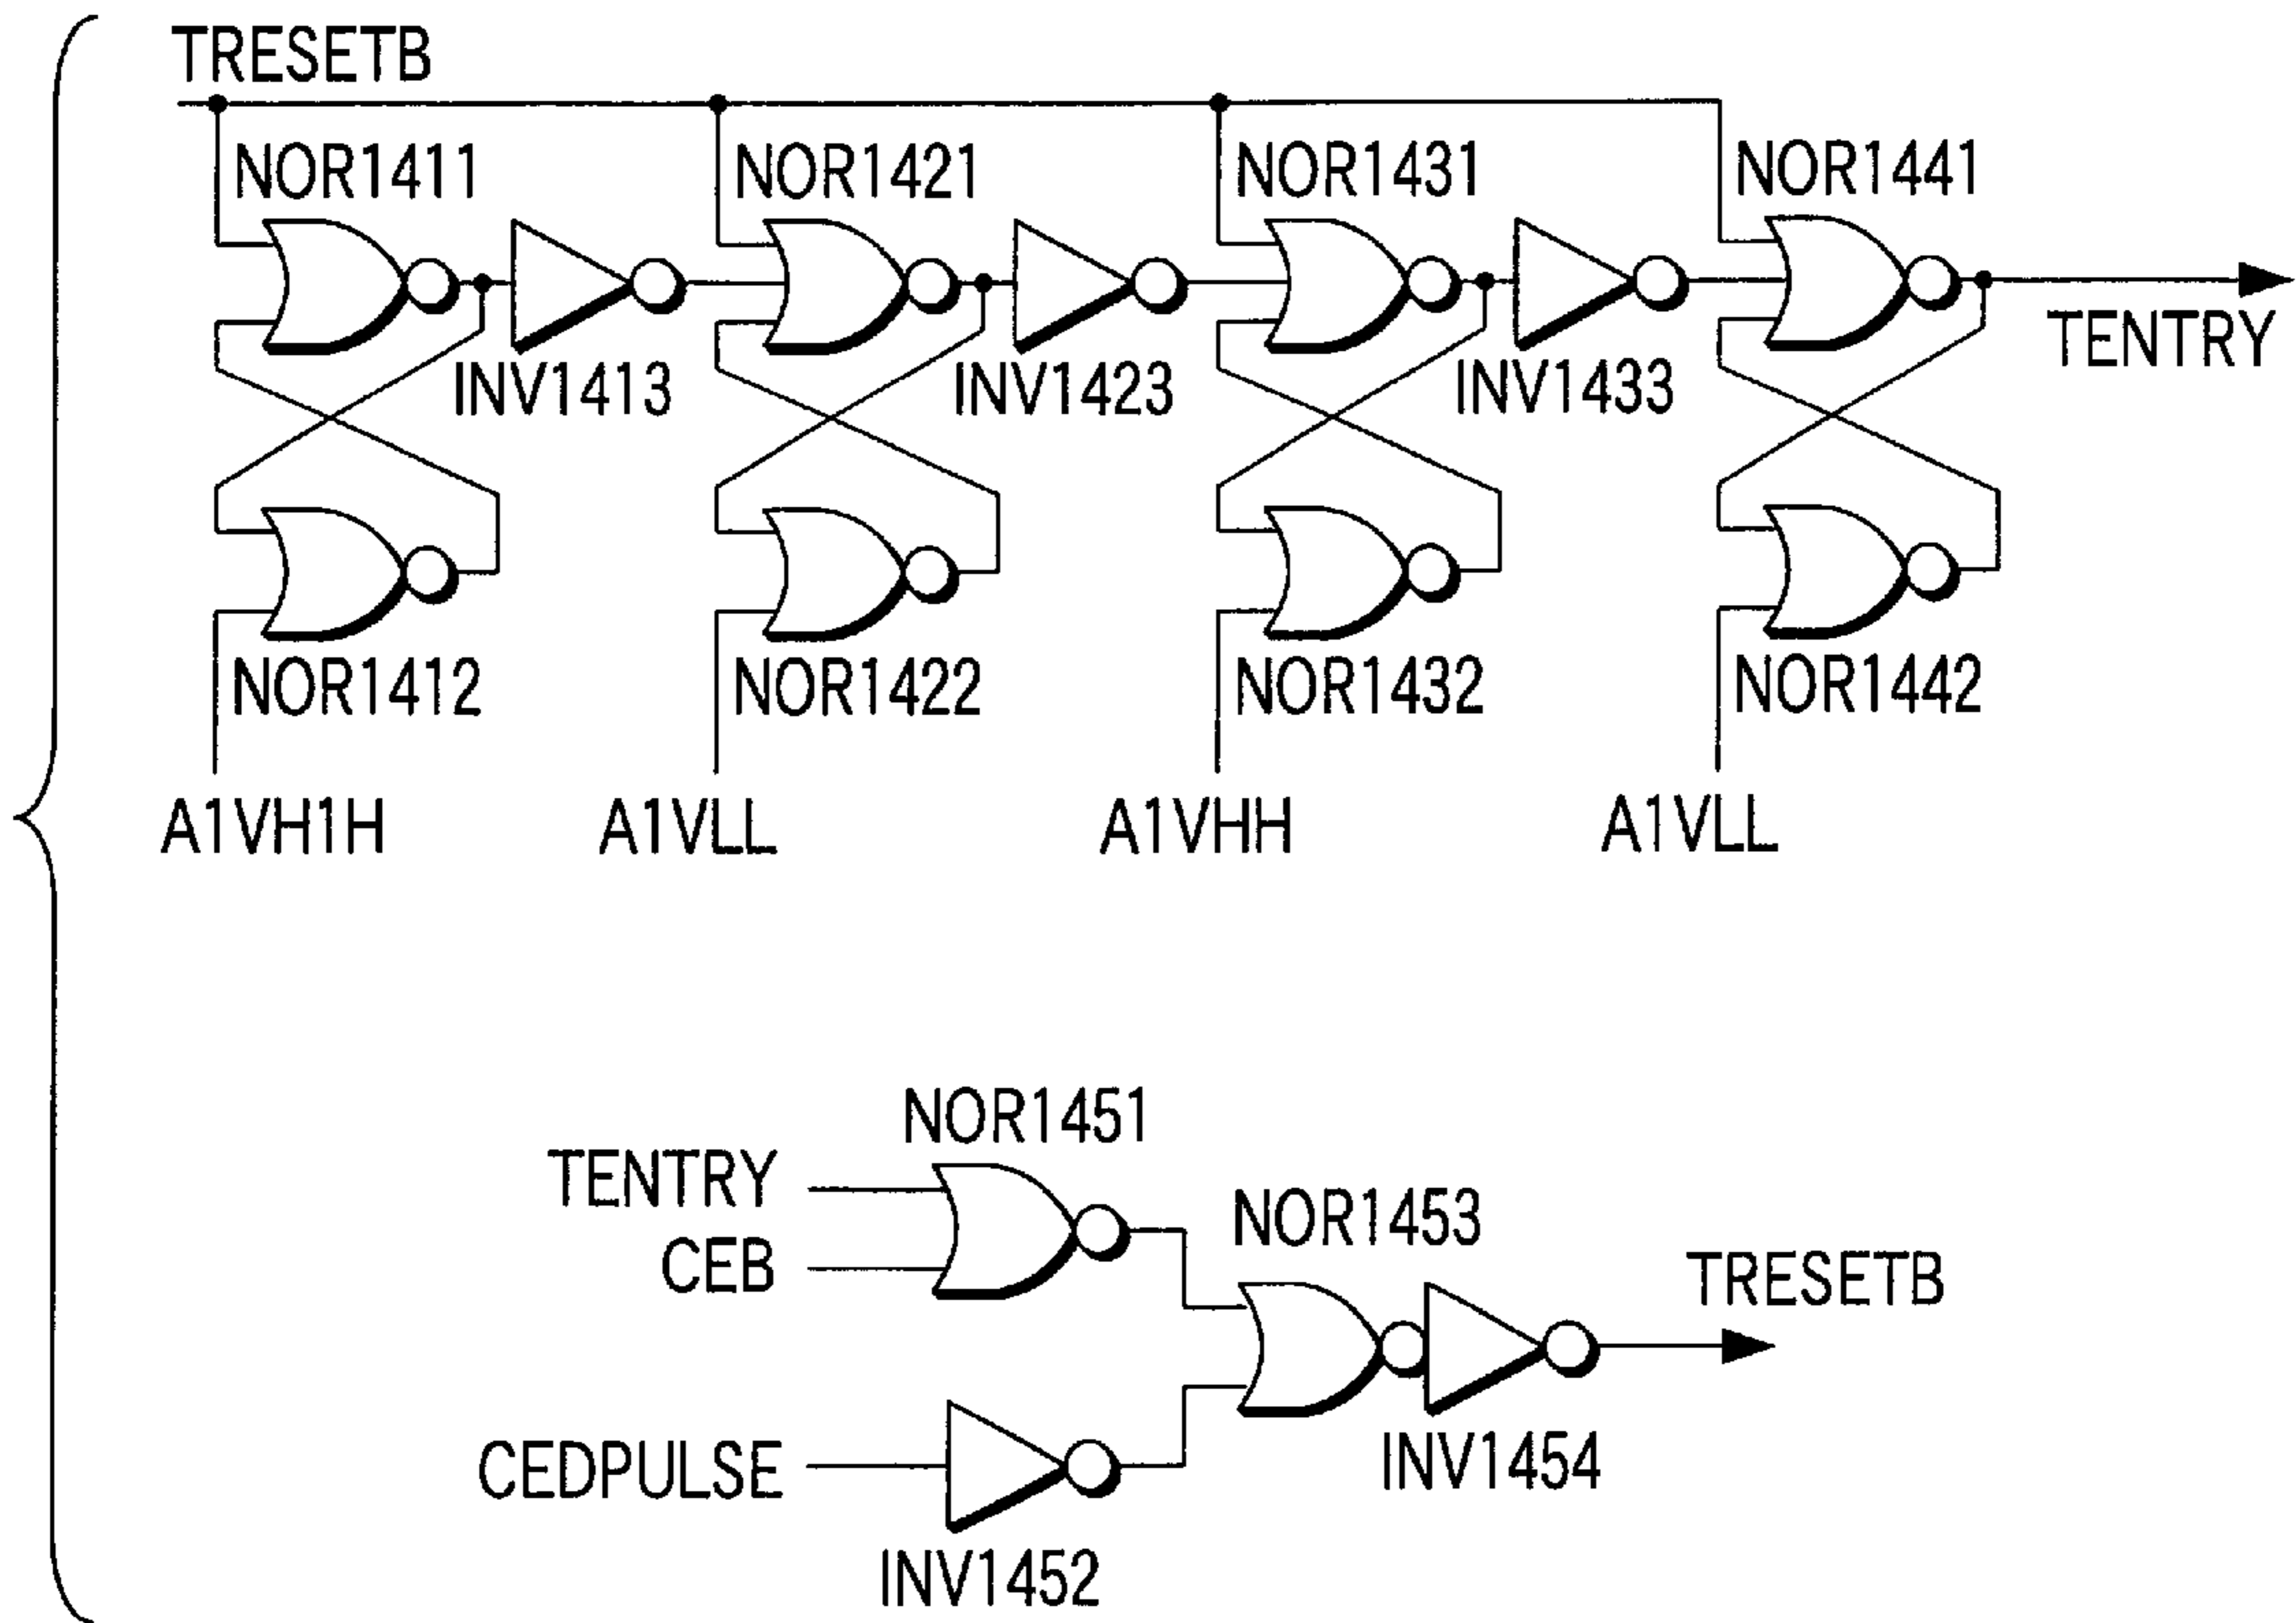 TRESETB
NOR1411 NOR1421 NOR1431 NOR1441
INV1413 INV1423 INV1433 TENTRY
NOR1412 NOR1422 NOR1432 NOR1442
A1VH1H A1VLL A1VHH A1VLL
NOR1451
TENTRY
CEB
NOR1453
TRESETB
CEDPULSE
INV1454
INV1452